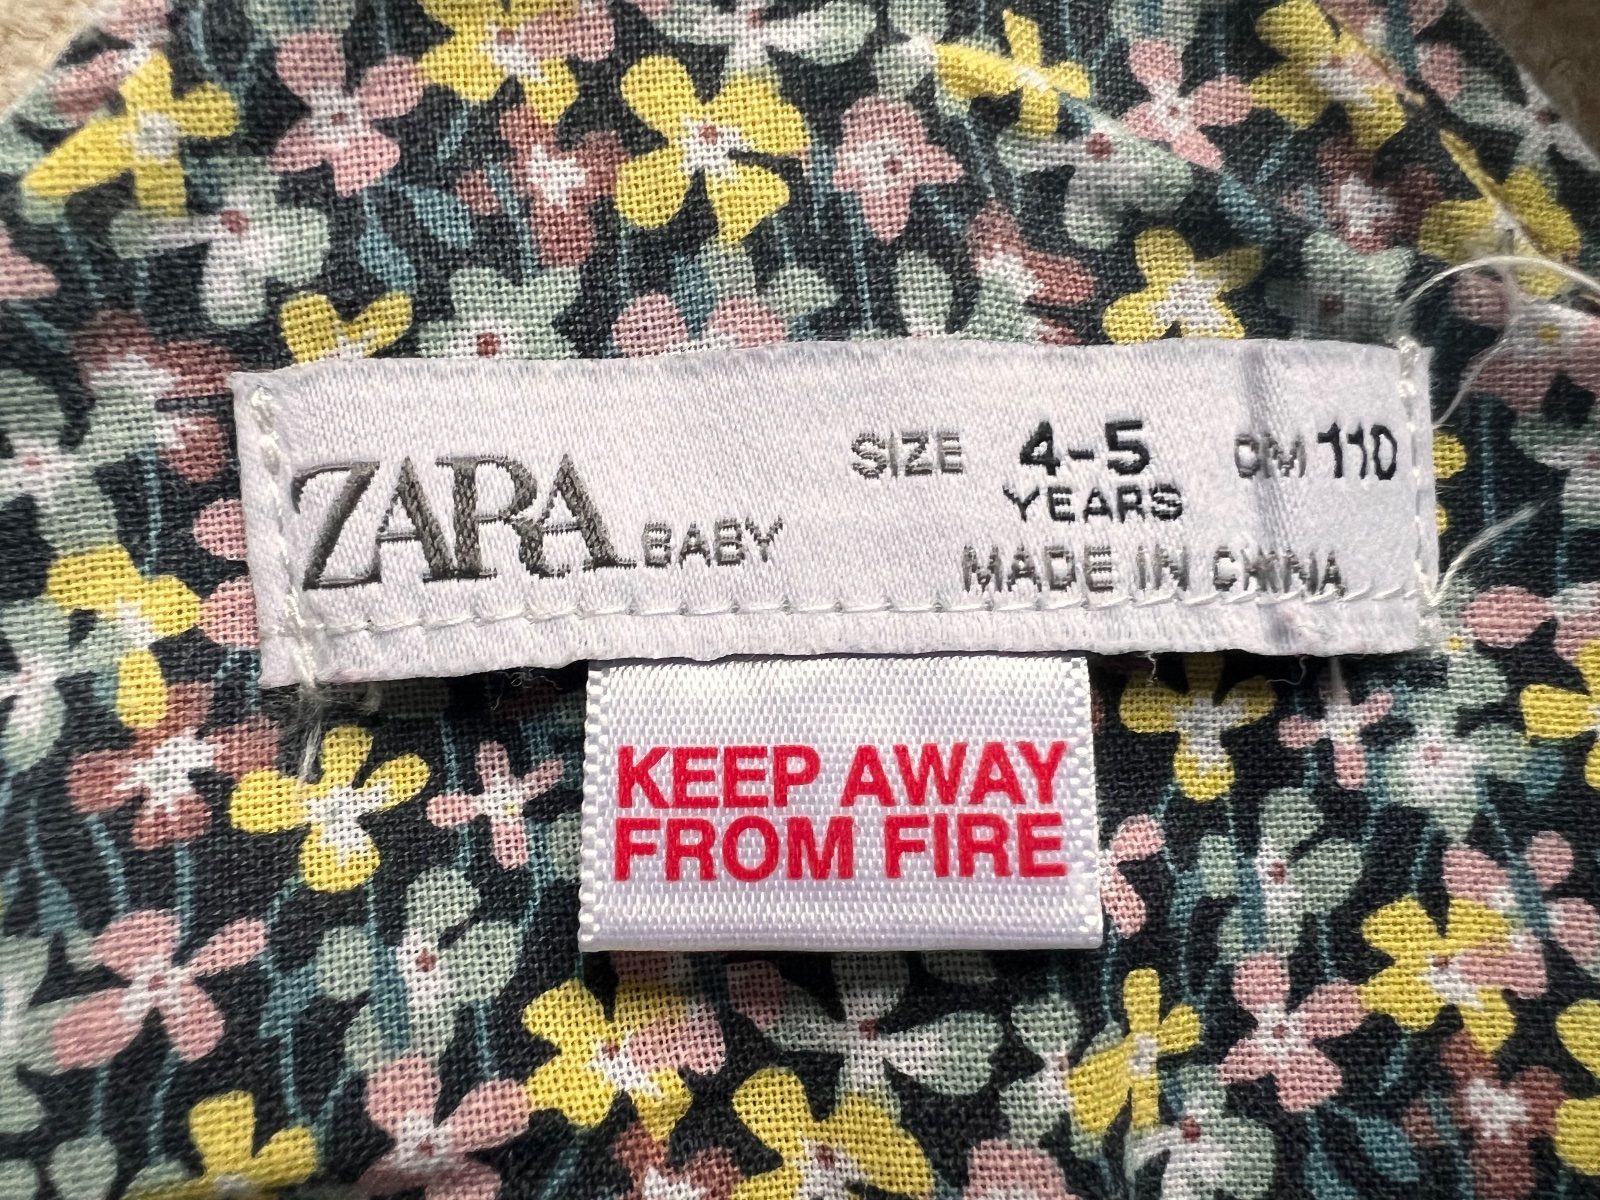 ZARA BABY SIZE 4-5 CM 110
YEARS
MADE IN CHINA
KEEP AWAY
FROM FIRE